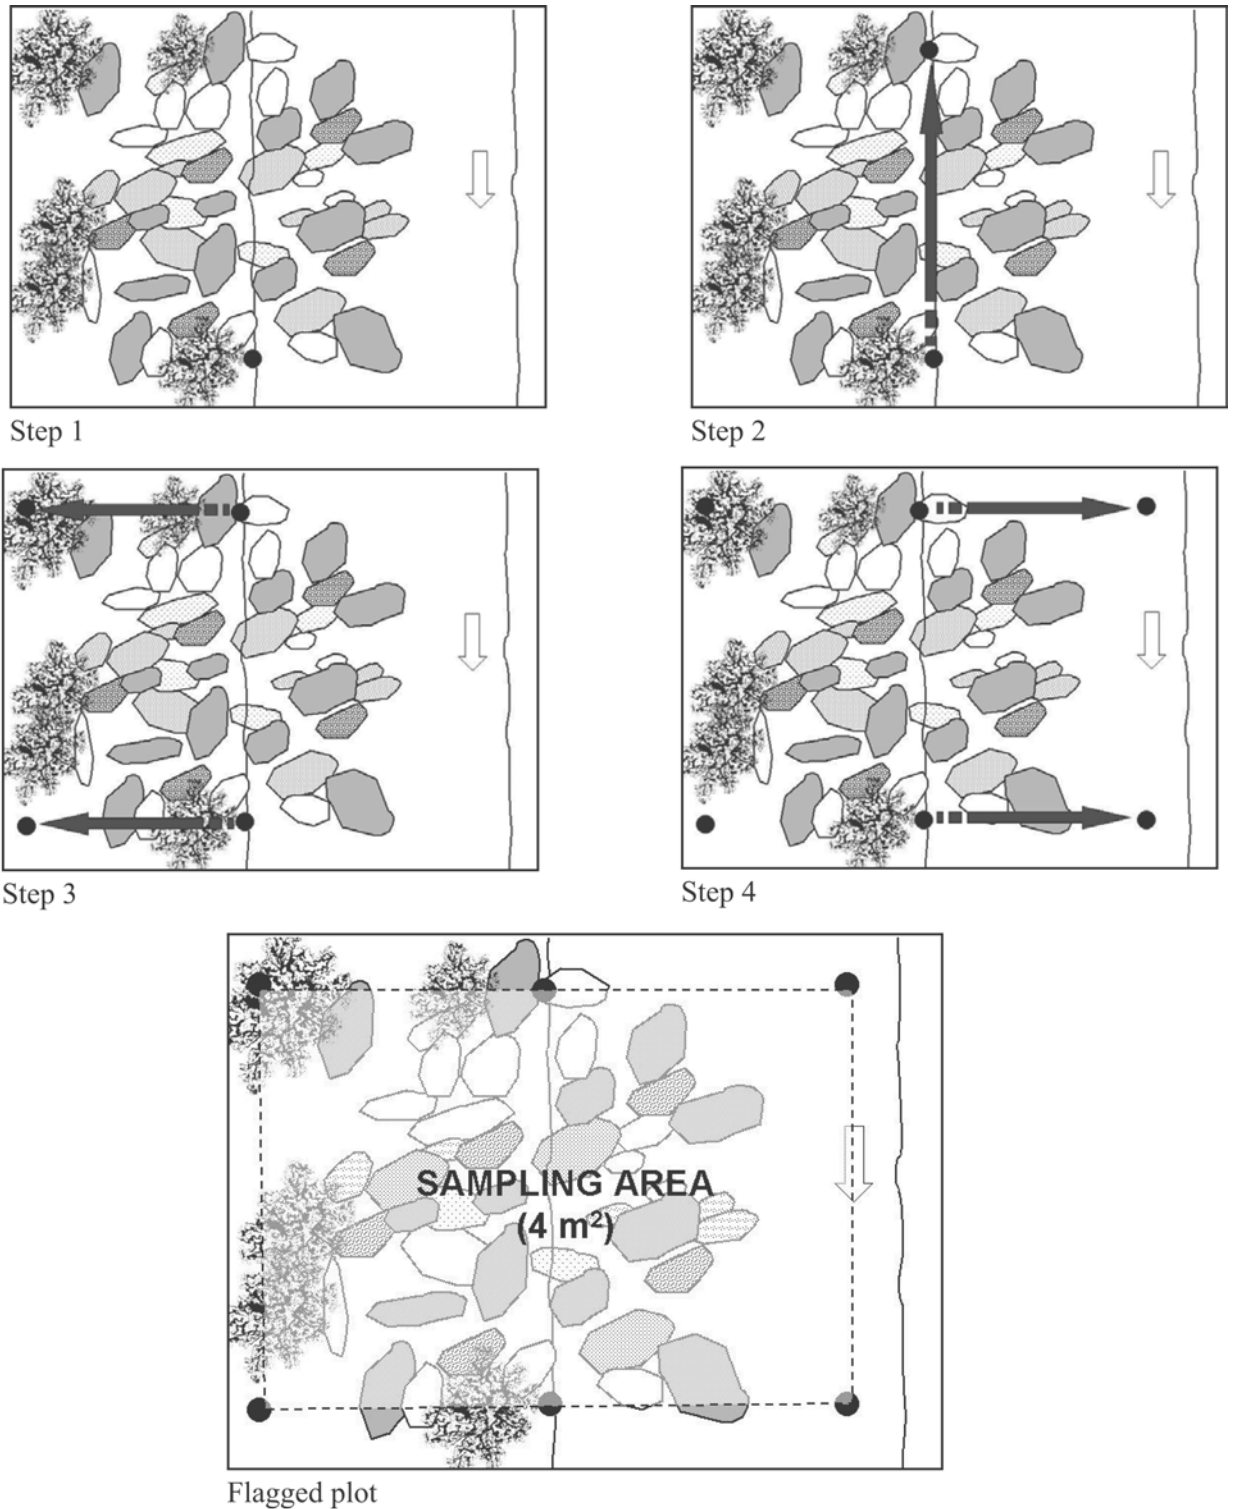 Step 1
Step 2
Step 3
Step 4
SAMPLING AREA
(4 m²)
Flagged plot